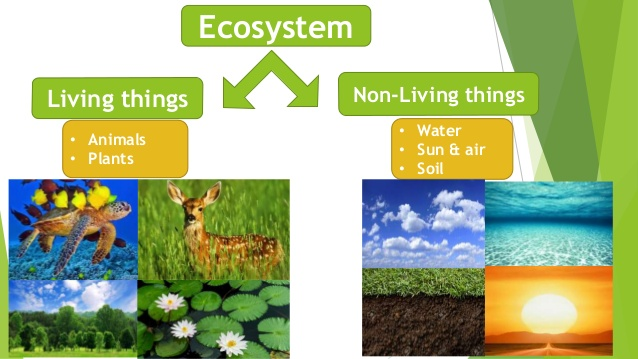 Ecosystem
Living things
• Animals
• Plants
Non-Living things
• Water
• Sun & air
• Soil